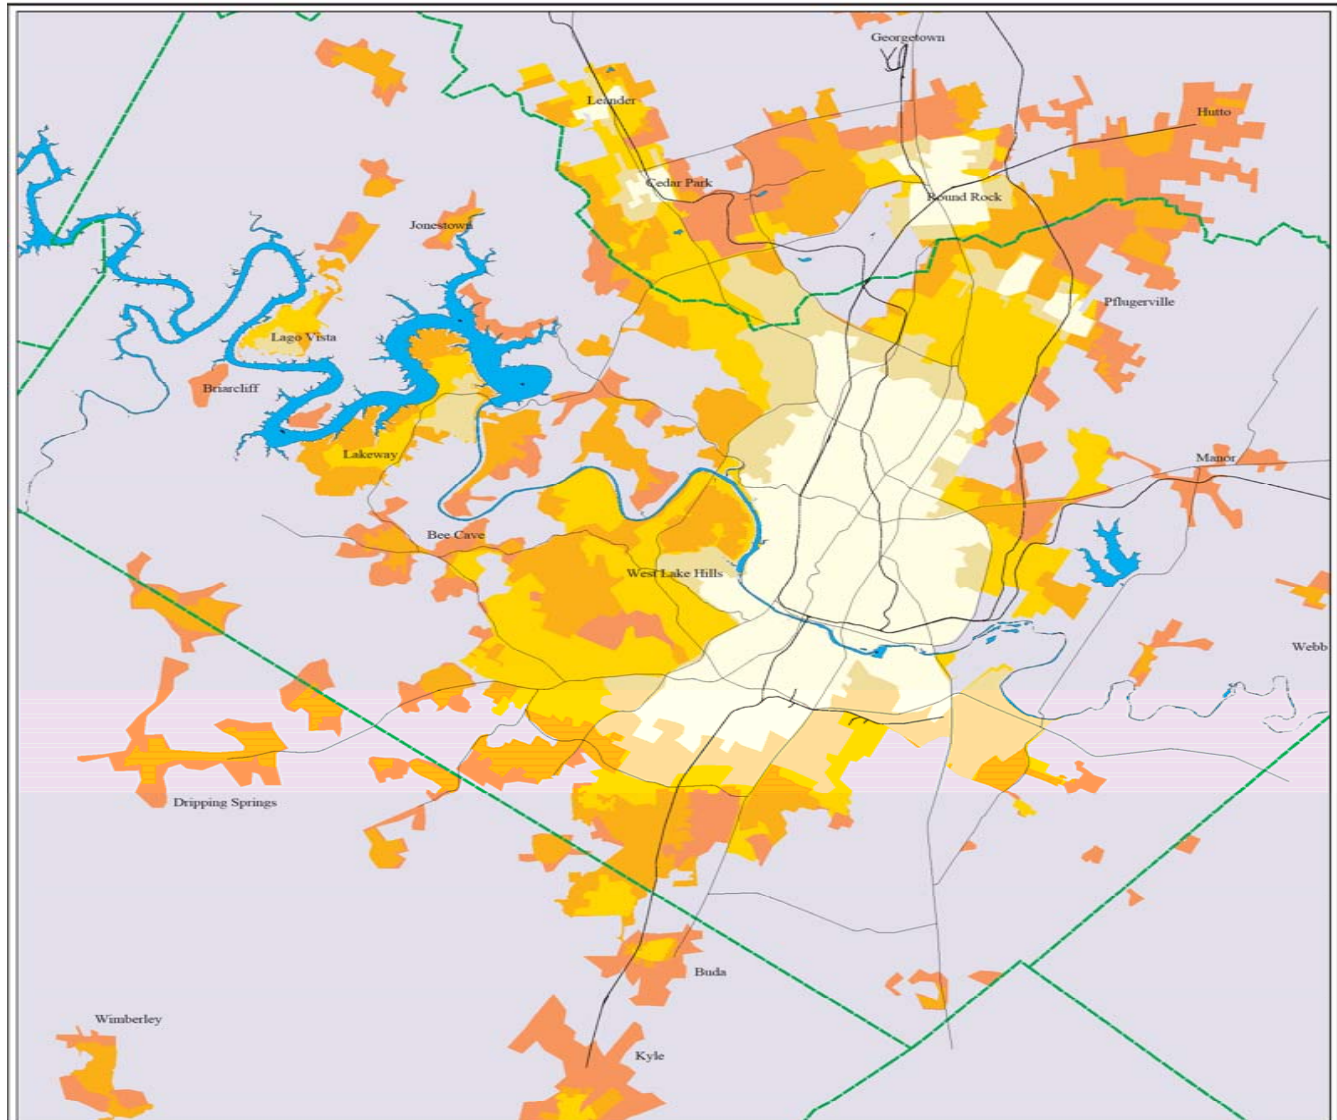 Georgetown
Leander
Hutto
Cedar Park
Round Rock
Jonestown
Pflugerville
Lago Vista
Briarcliff
Lakeway
Manor
Bee Cave
West Lake Hills
Webb
Dripping Springs
Buda
Wimberley
Kyle